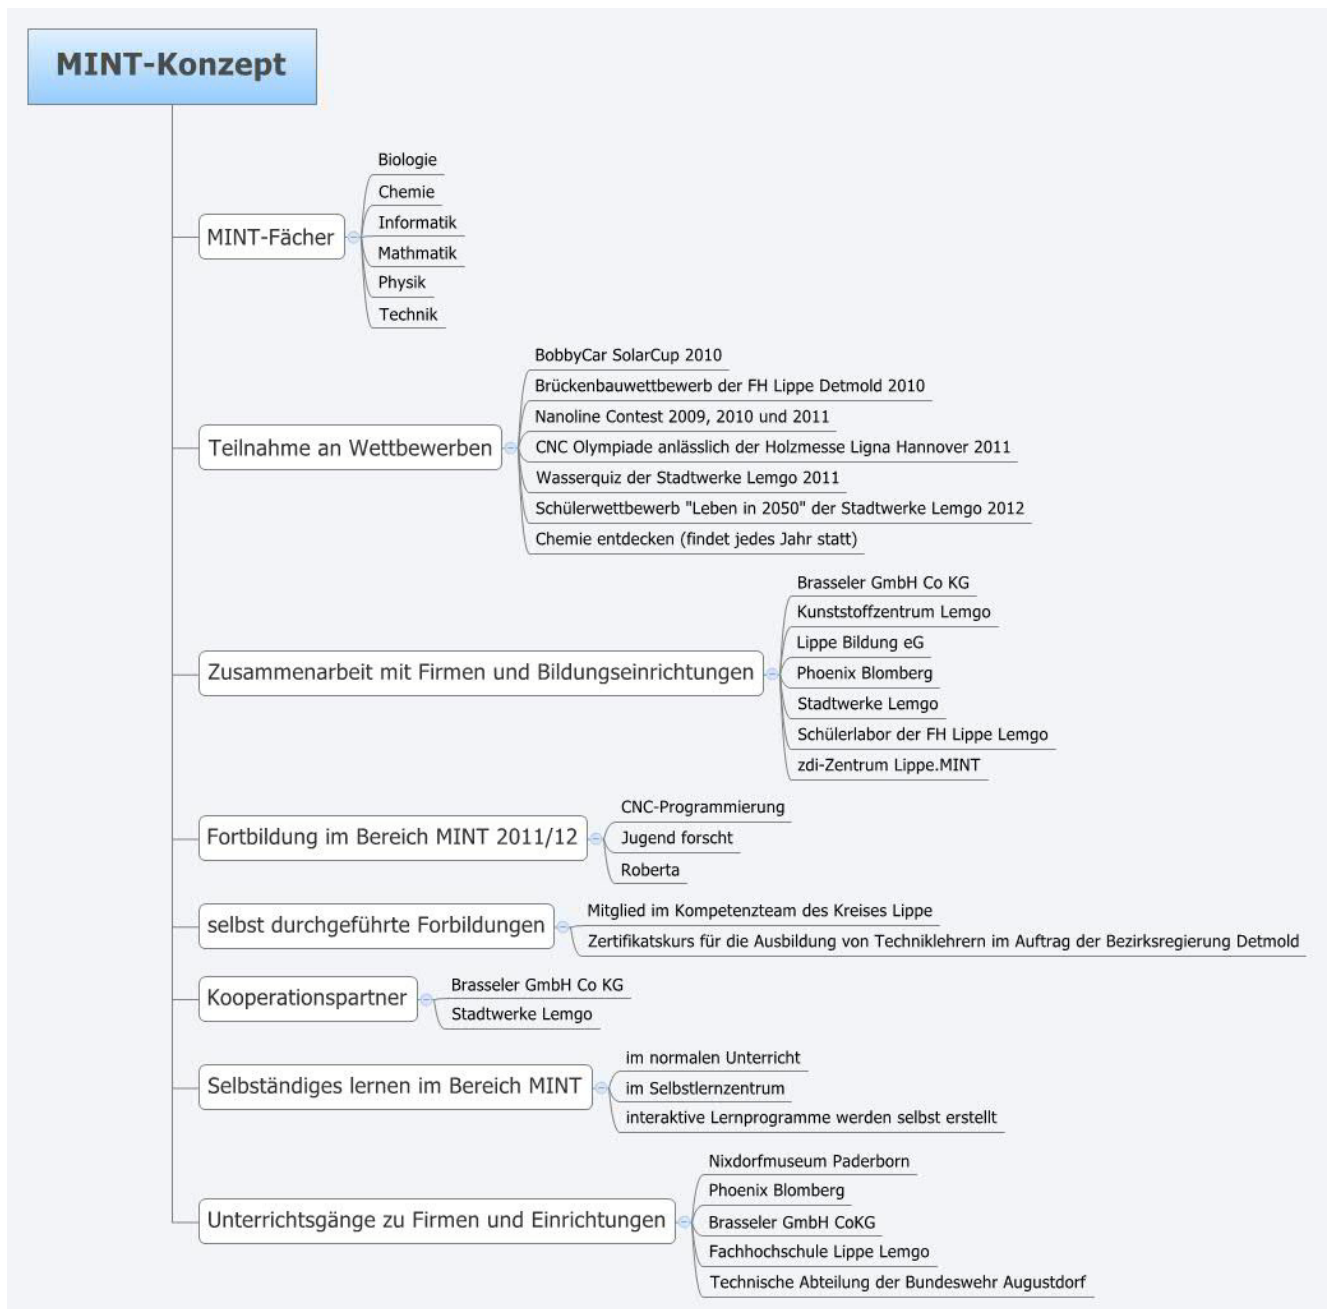 MINT-Konzept
MINT-Fächer
Biologie
Chemie
Informatik
Mathmatik
Physik
Technik
Teilnahme an Wettbewerben
BobbyCar SolarCup 2010
Brückenbauwettbewerb der FH Lippe Detmold 2010
Nanoline Contest 2009, 2010 und 2011
CNC Olympiade anlässlich der Holzmesse Ligna Hannover 2011
Wasserquiz der Stadtwerke Lemgo 2011
Schülerwettbewerb "Leben in 2050" der Stadtwerke Lemgo 2012
Chemie entdecken (findet jedes Jahr statt)
Zusammenarbeit mit Firmen und Bildungseinrichtungen
Brasseler GmbH Co KG
Kunststoffzentrum Lemgo
Lippe Bildung eG
Phoenix Blomberg
Stadtwerke Lemgo
Schülerlabor der FH Lippe Lemgo
zdi-Zentrum Lippe.MINT
Fortbildung im Bereich MINT 2011/12
CNC-Programmierung
Jugend forscht
Roberta
selbst durchgeführte Forbildungen
Mitglied im Kompetenzteam des Kreises Lippe
Zertifikatskurs für die Ausbildung von Techniklehrern im Auftrag der Bezirksregierung Detmold
Kooperationspartner
Brasseler GmbH Co KG
Stadtwerke Lemgo
Selbständiges lernen im Bereich MINT
im normalen Unterricht
im Selbstlernzentrum
interaktive Lernprogramme werden selbst erstellt
Unterrichtsgänge zu Firmen und Einrichtungen
Nixdorfmuseum Paderborn
Phoenix Blomberg
Brasseler GmbH CoKG
Fachhochschule Lippe Lemgo
Technische Abteilung der Bundeswehr Augustdorf